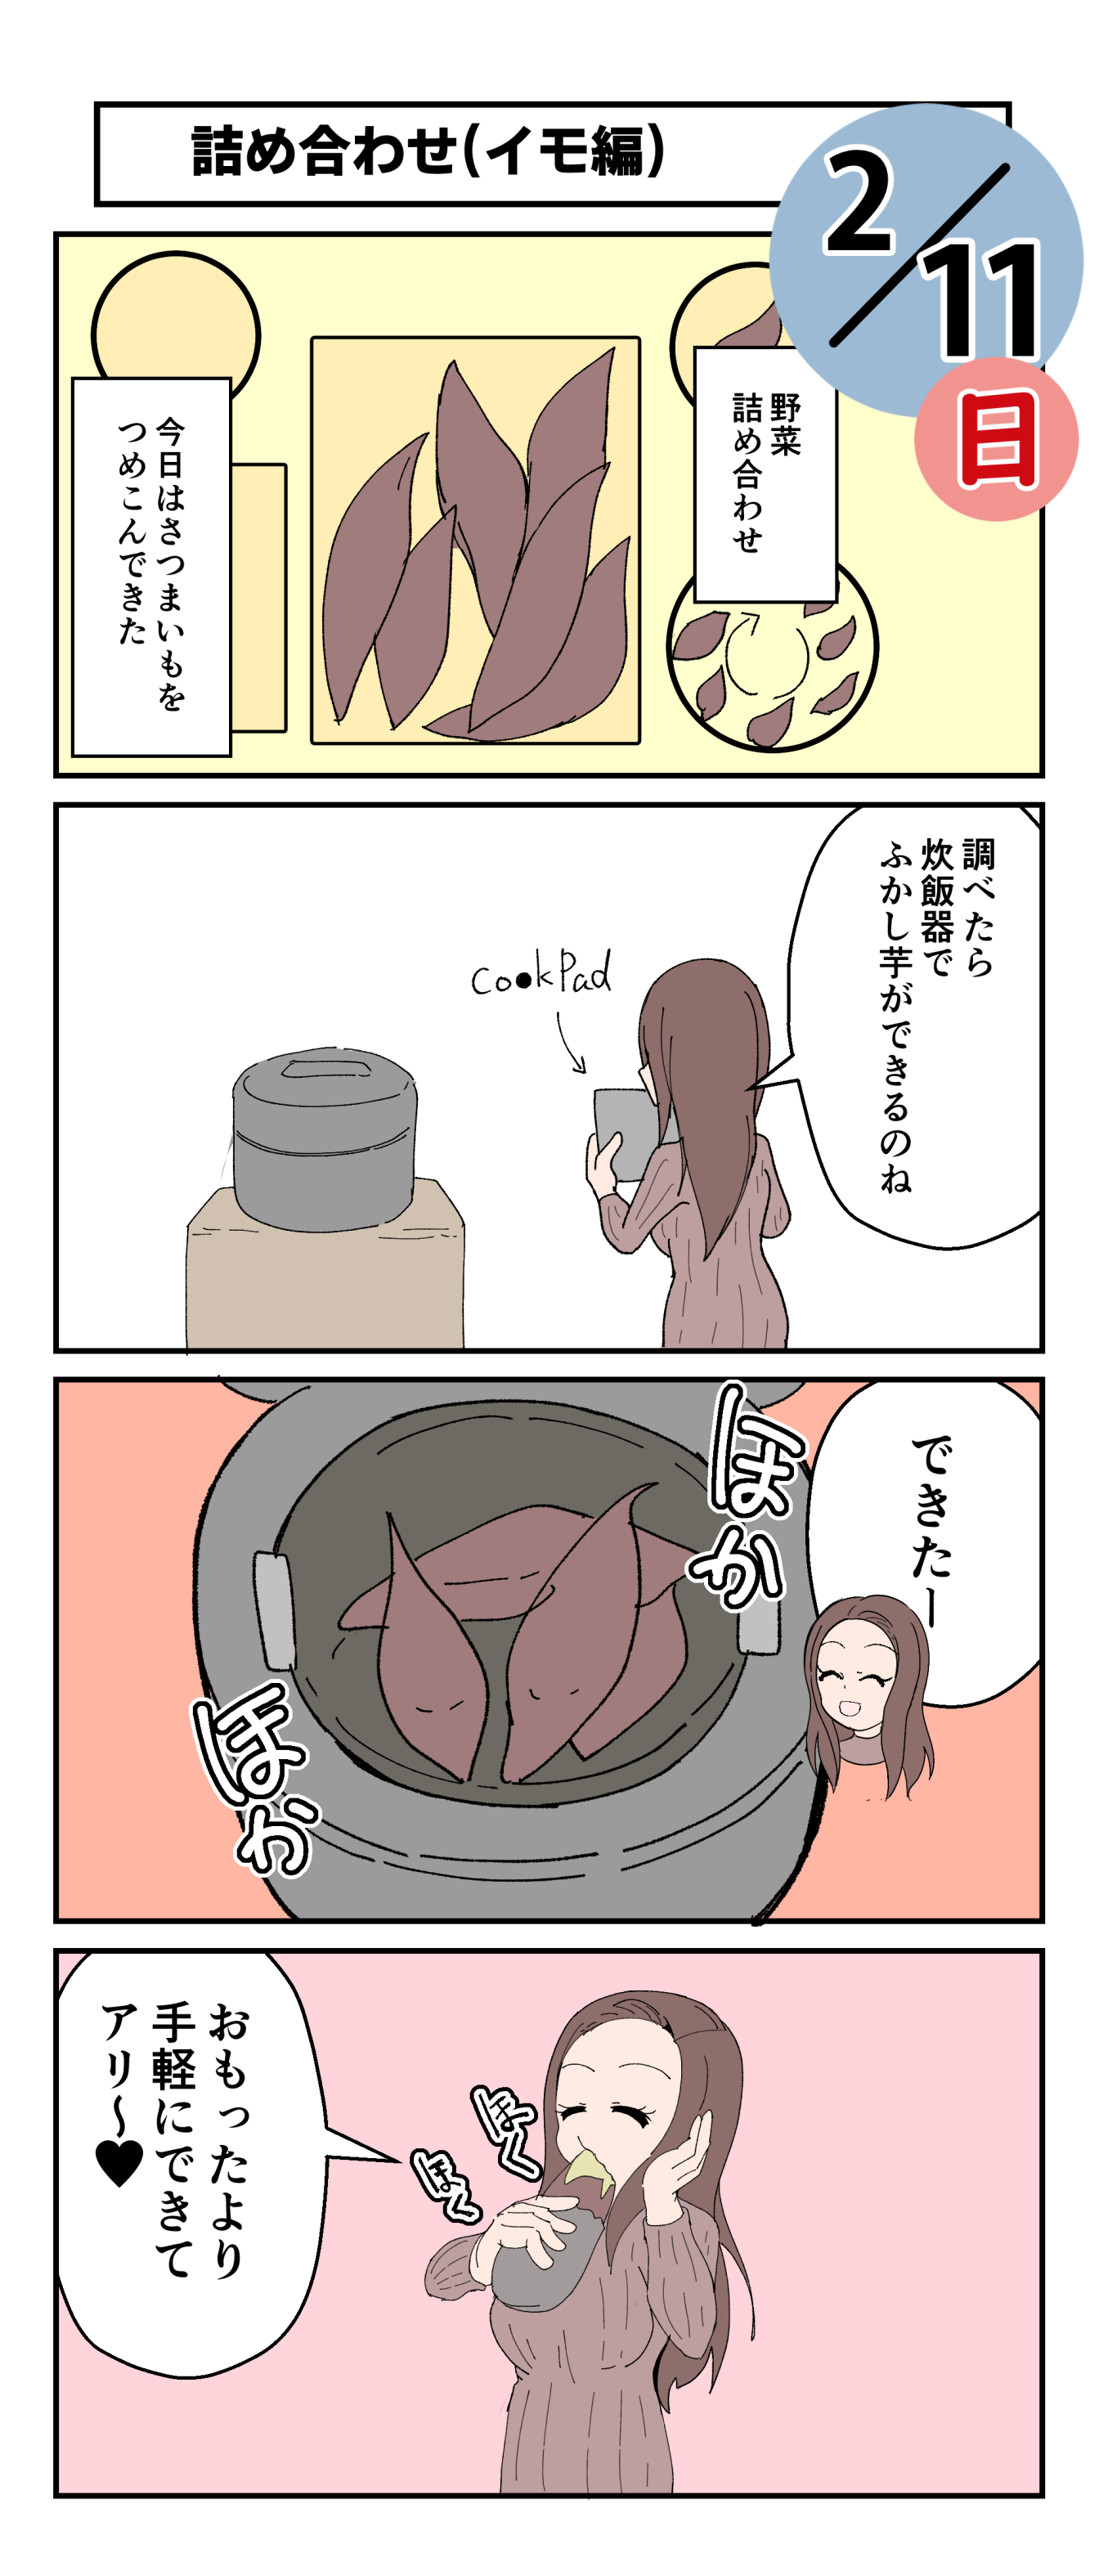 詰め合わせ(イモ編)
2/11
日
野菜
詰め合わせ
今日はさつまいもを
つめこんできた
調べたら
炊飯器で
ふかし芋ができるのね
Co●kPad
できたー
ほか
ほか
ほく
ほく
おもったより
手軽にできて
アリ～♥